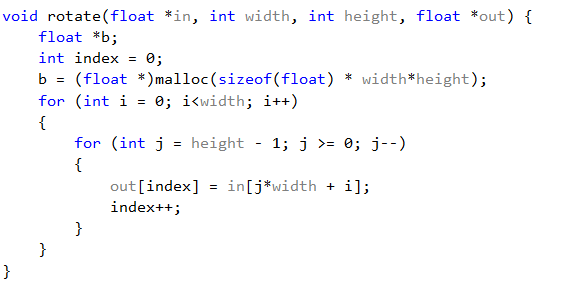 void rotate(float *in, int width, int height, float *out) {
    float *b;
    int index = 0;
    b = (float *)malloc(sizeof(float) * width*height);
    for (int i = 0; i<width; i++)
    {
        for (int j = height - 1; j >= 0; j--)
        {
            out[index] = in[j*width + i];
            index++;
        }
    }
}